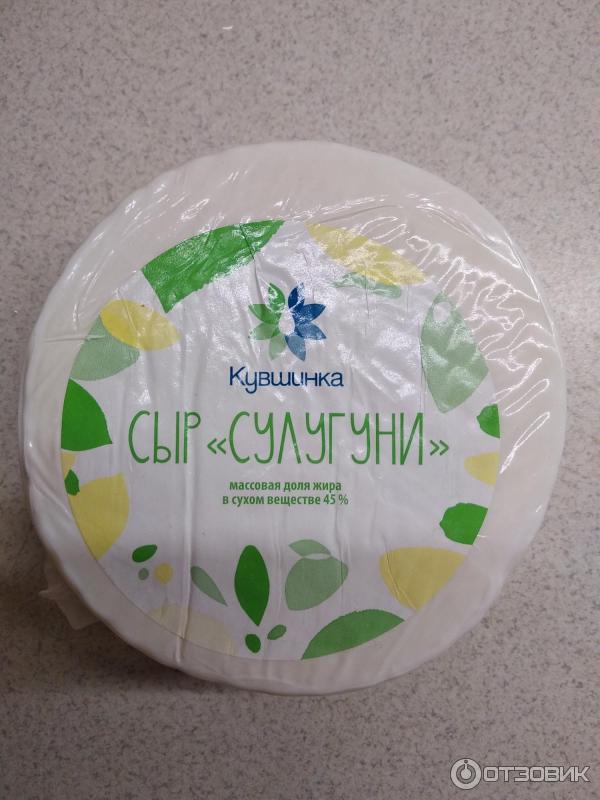 Кувшинка
СЫР «СУЛУГУНИ»
массовая доля жира
в сухом веществе 45 %
ОТЗОВИК